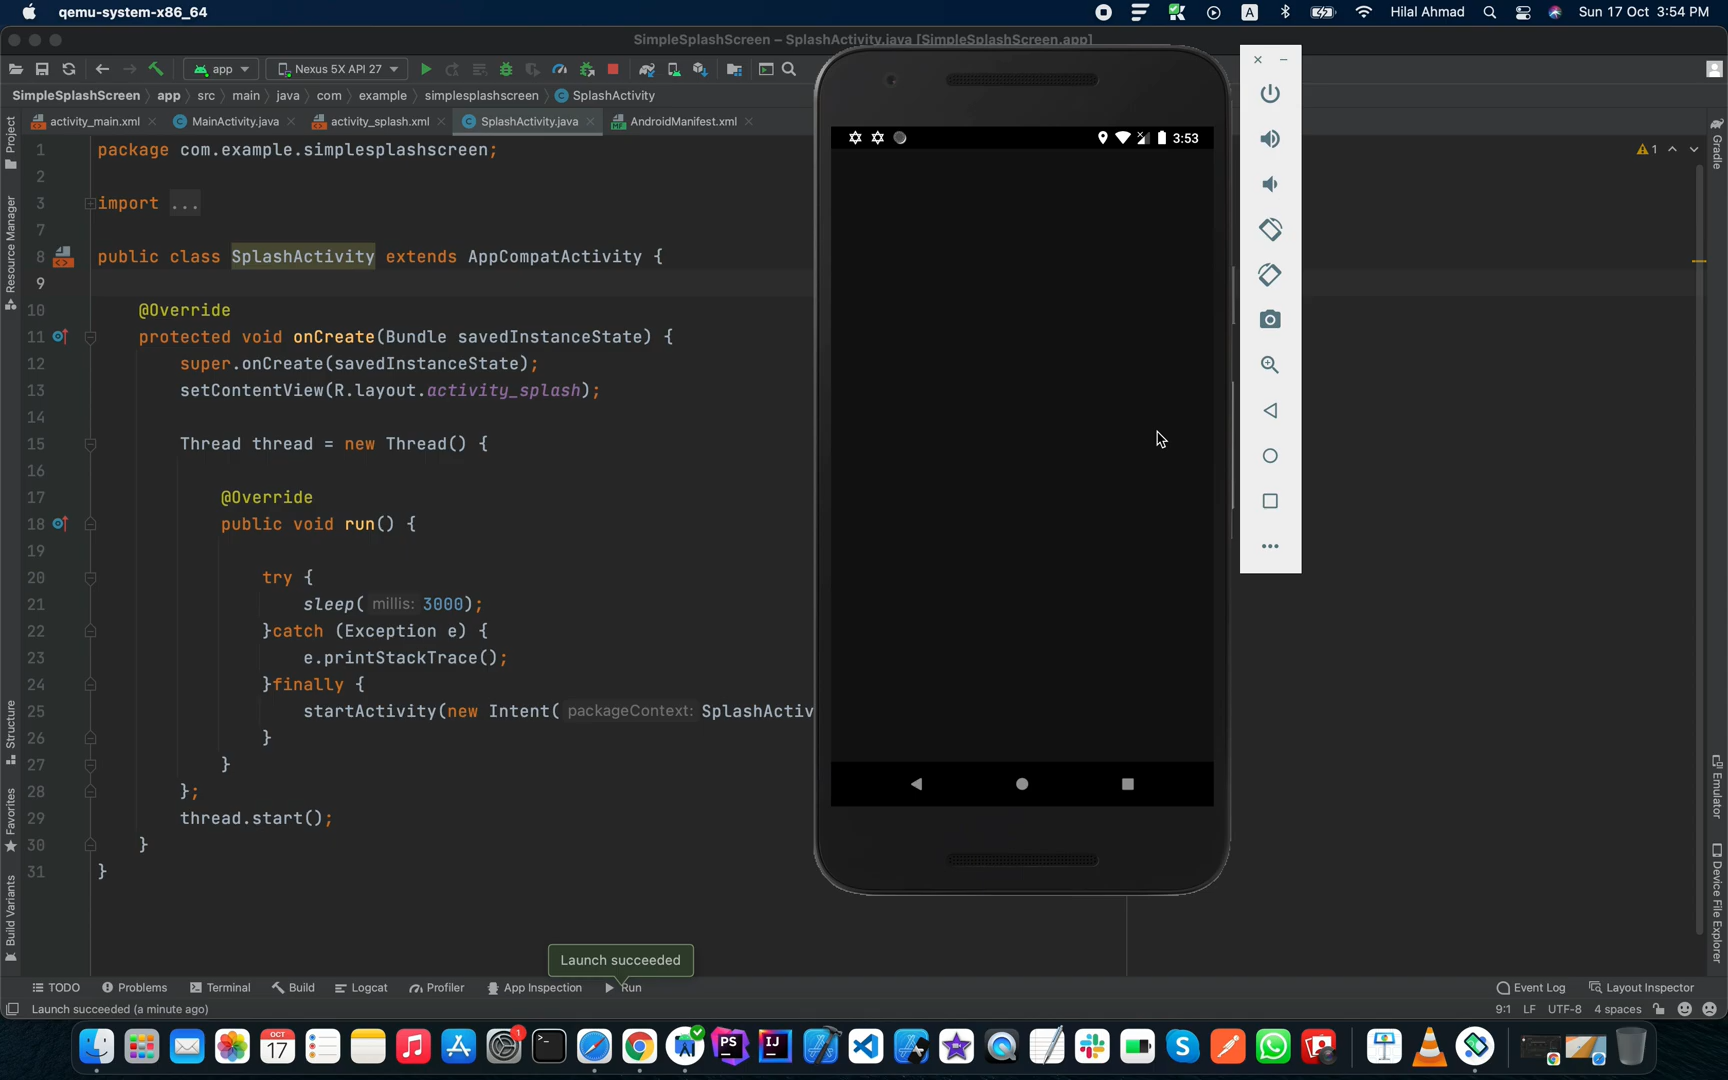 qemu-system-x86_64
A
Hilal Ahmad
Sun 17 Oct 3:54 PM
SimpleSplashScreen – SplashActivity.java [SimpleSplashScreen.app]
app
Nexus 5X API 27
SimpleSplashScreen
app
src
main
java
com
example
simplesplashscreen
SplashActivity
activity_main.xml
MainActivity.java
activity_splash.xml
SplashActivity.java
AndroidManifest.xml
1 package com.example.simplesplashscreen;
2
3 import ...
7
8 public class SplashActivity extends AppCompatActivity {
9
10 @Override
11 protected void onCreate(Bundle savedInstanceState) {
12 super.onCreate(savedInstanceState);
13 setContentView(R.layout.activity_splash);
14
15 Thread thread = new Thread() {
16
17 @Override
18 public void run() {
19
20 try {
21 sleep( millis: 3000);
22 }catch (Exception e) {
23 e.printStackTrace();
24 }finally {
25 startActivity(new Intent( packageContext: SplashActiv
26 }
27 }
28 };
29 thread.start();
30 }
31 }
3:53
1
Project
Resource Manager
Structure
Favorites
Build Variants
Gradle
Emulator
Device File Explorer
Launch succeeded
TODO
Problems
Terminal
Build
Logcat
Profiler
App Inspection
Run
Event Log
Layout Inspector
Launch succeeded (a minute ago)
9:1
LF
UTF-8
4 spaces
OCT
17
1
PS
IJ